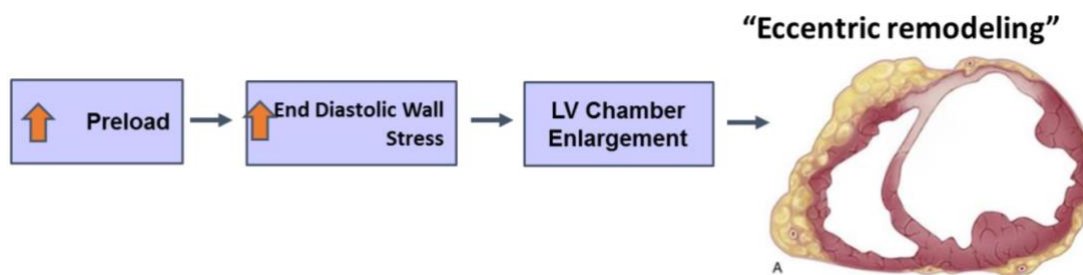 “Eccentric remodeling”
Preload
End Diastolic Wall
Stress
LV Chamber
Enlargement
A